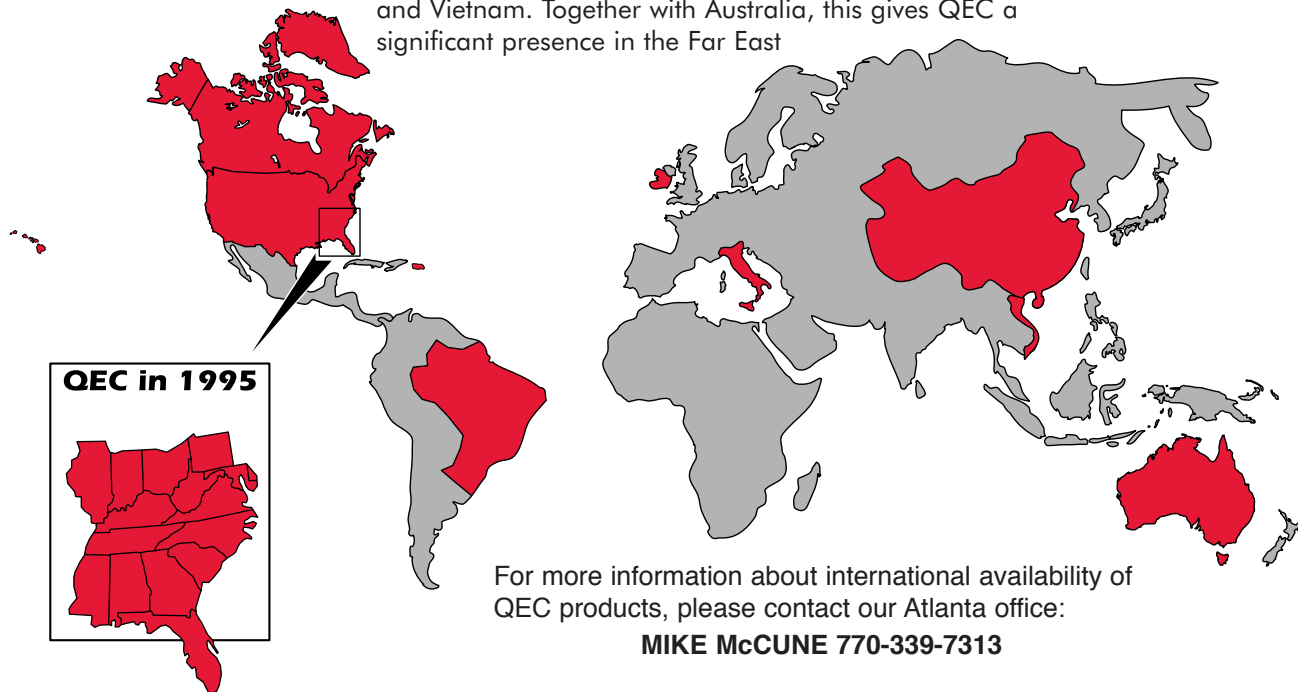 and Vietnam. Together with Australia, this gives QEC a
significant presence in the Far East
QEC in 1995
For more information about international availability of
QEC products, please contact our Atlanta office:
MIKE McCUNE 770-339-7313